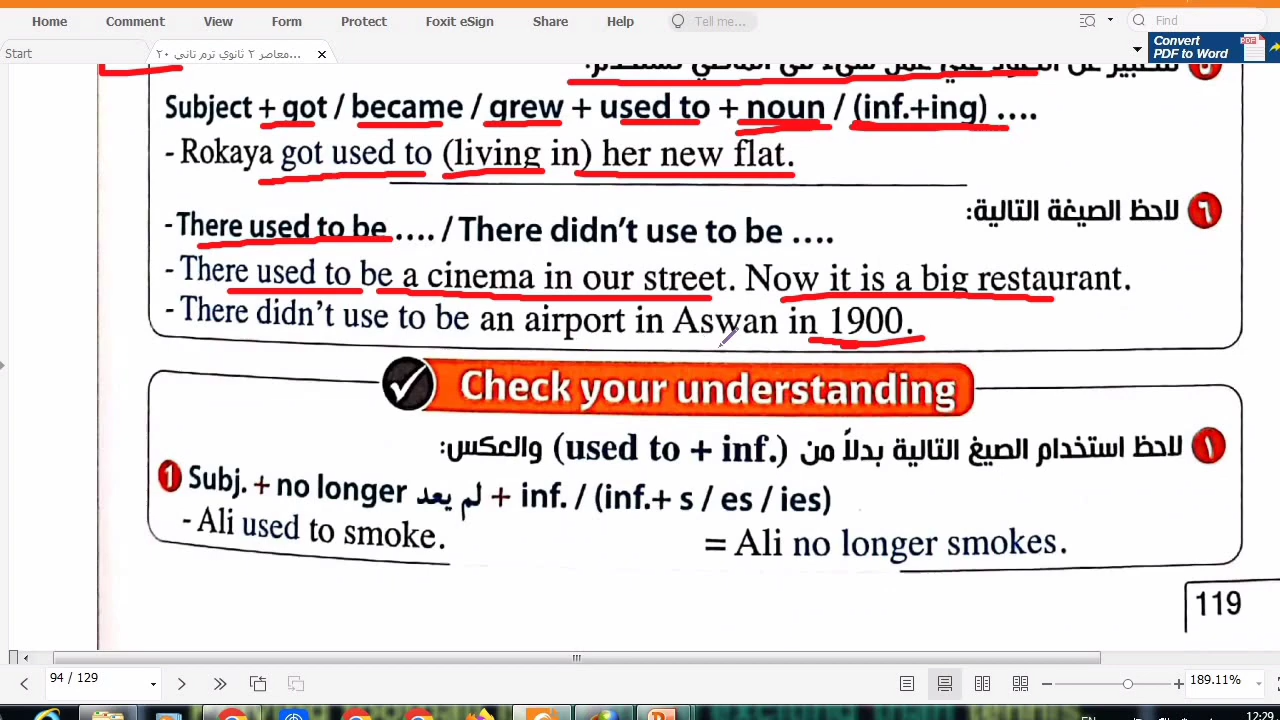 Home Comment View Form Protect Foxit eSign Share Help Tell me... Find
Start معاصر ٢ ثانوي ترم تاني ٢٠... Convert PDF to Word
Subject + got / became / grew + used to + noun / (inf.+ing) ....
- Rokaya got used to (living in) her new flat.
٦ لاحظ الصيغة التالية:
- There used to be .... / There didn't use to be ....
- There used to be a cinema in our street. Now it is a big restaurant.
- There didn't use to be an airport in Aswan in 1900.
Check your understanding
١ لاحظ استخدام الصيغ التالية بدلاً من (used to + inf.) والعكس:
1 Subj. + no longer لم يعد + inf. / (inf.+ s / es / ies)
- Ali used to smoke. = Ali no longer smokes.
119
94 / 129 189.11%
EN 12:29